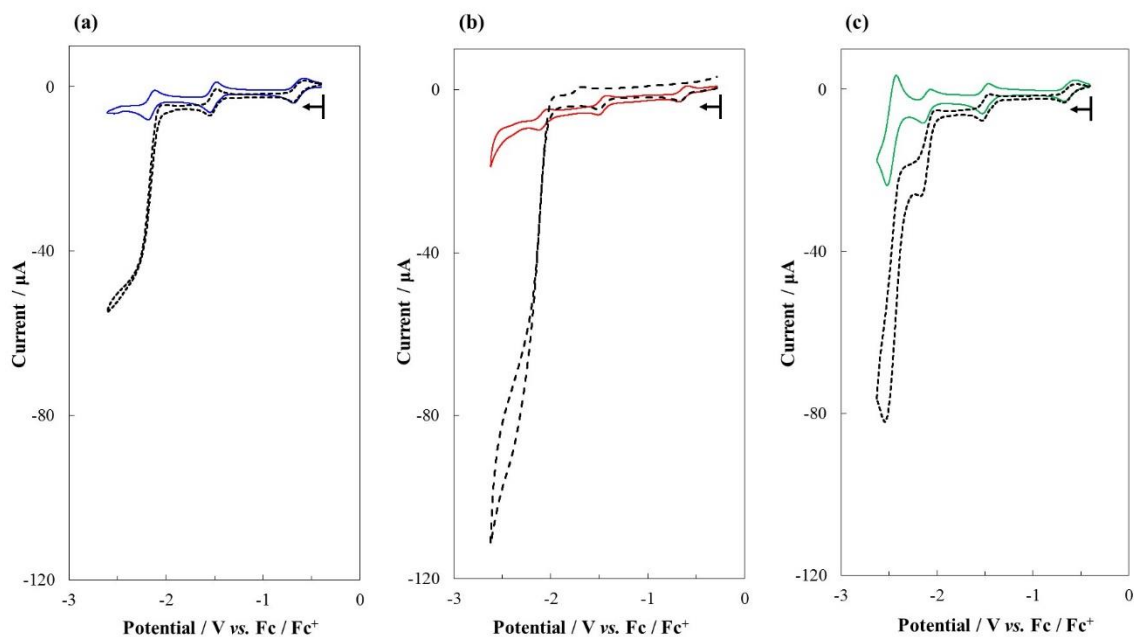 (a)
0
-40
-80
-120
-3
-2
-1
0
Current / µA
Potential / V vs. Fc / Fc⁺
(b)
0
-40
-80
-120
-3
-2
-1
0
Current / µA
Potential / V vs. Fc / Fc⁺
(c)
0
-40
-80
-120
-3
-2
-1
0
Current / µA
Potential / V vs. Fc / Fc⁺